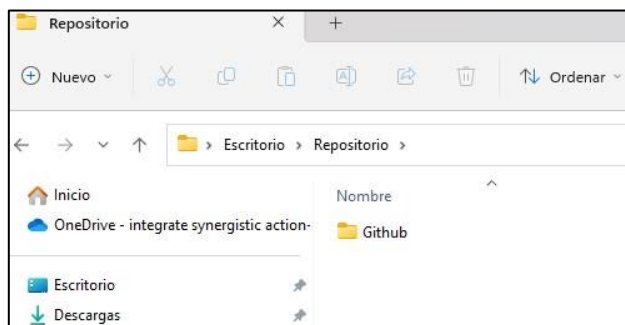 Repositorio
Nuevo
Ordenar
Escritorio > Repositorio >
Inicio
Nombre
OneDrive - integrate synergistic action-
Github
Escritorio
Descargas